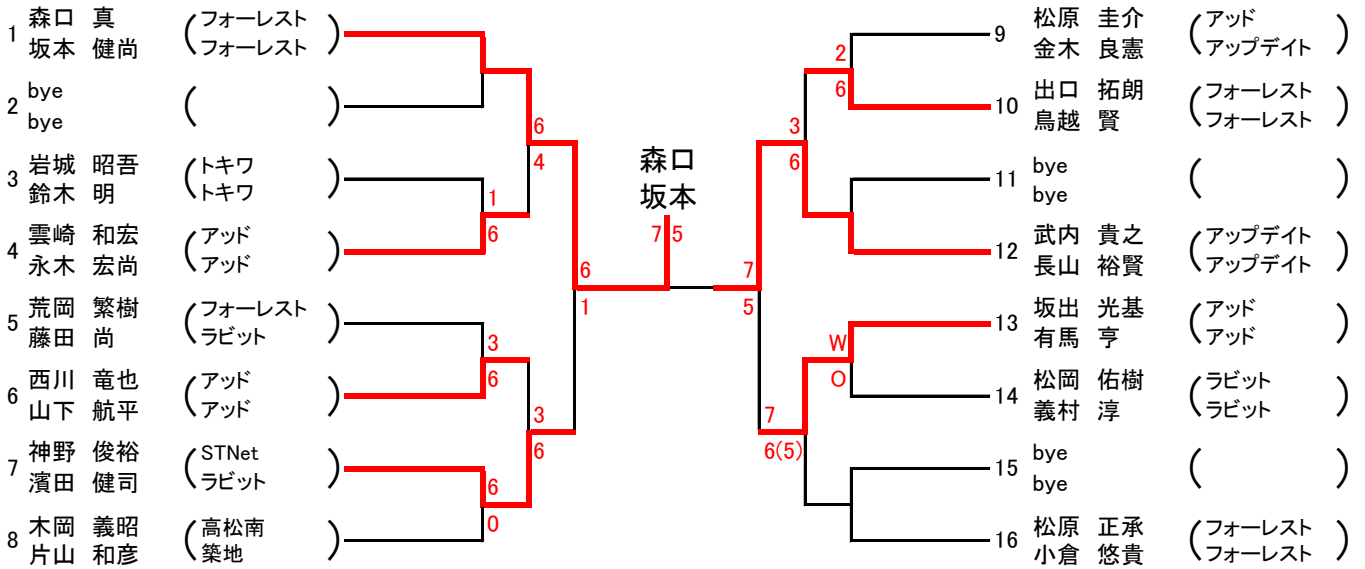 1 森口 真 (フォーレスト
坂本 健尚 フォーレスト)
2 bye ( )
bye
3 岩城 昭吾 (トキワ
鈴木 明 トキワ)
4 雲崎 和宏 (アッド
永木 宏尚 アッド)
5 荒岡 繁樹 (フォーレスト
藤田 尚 ラビット)
6 西川 竜也 (アッド
山下 航平 アッド)
7 神野 俊裕 (STNet
濱田 健司 ラビット)
8 木岡 義昭 (高松南
片山 和彦 築地)
1
6
3
6
6
0
6
4
3
6
6
1
森口
坂本
7 5
7
5
3
6
7
6(5)
2
6
W
O
9 松原 圭介 (アッド
金木 良憲 アップデイト)
10 出口 拓朗 (フォーレスト
鳥越 賢 フォーレスト)
11 bye ( )
bye
12 武内 貴之 (アップデイト
長山 裕賢 アップデイト)
13 坂出 光基 (アッド
有馬 亨 アッド)
14 松岡 佑樹 (ラビット
義村 淳 ラビット)
15 bye ( )
bye
16 松原 正承 (フォーレスト
小倉 悠貴 フォーレスト)